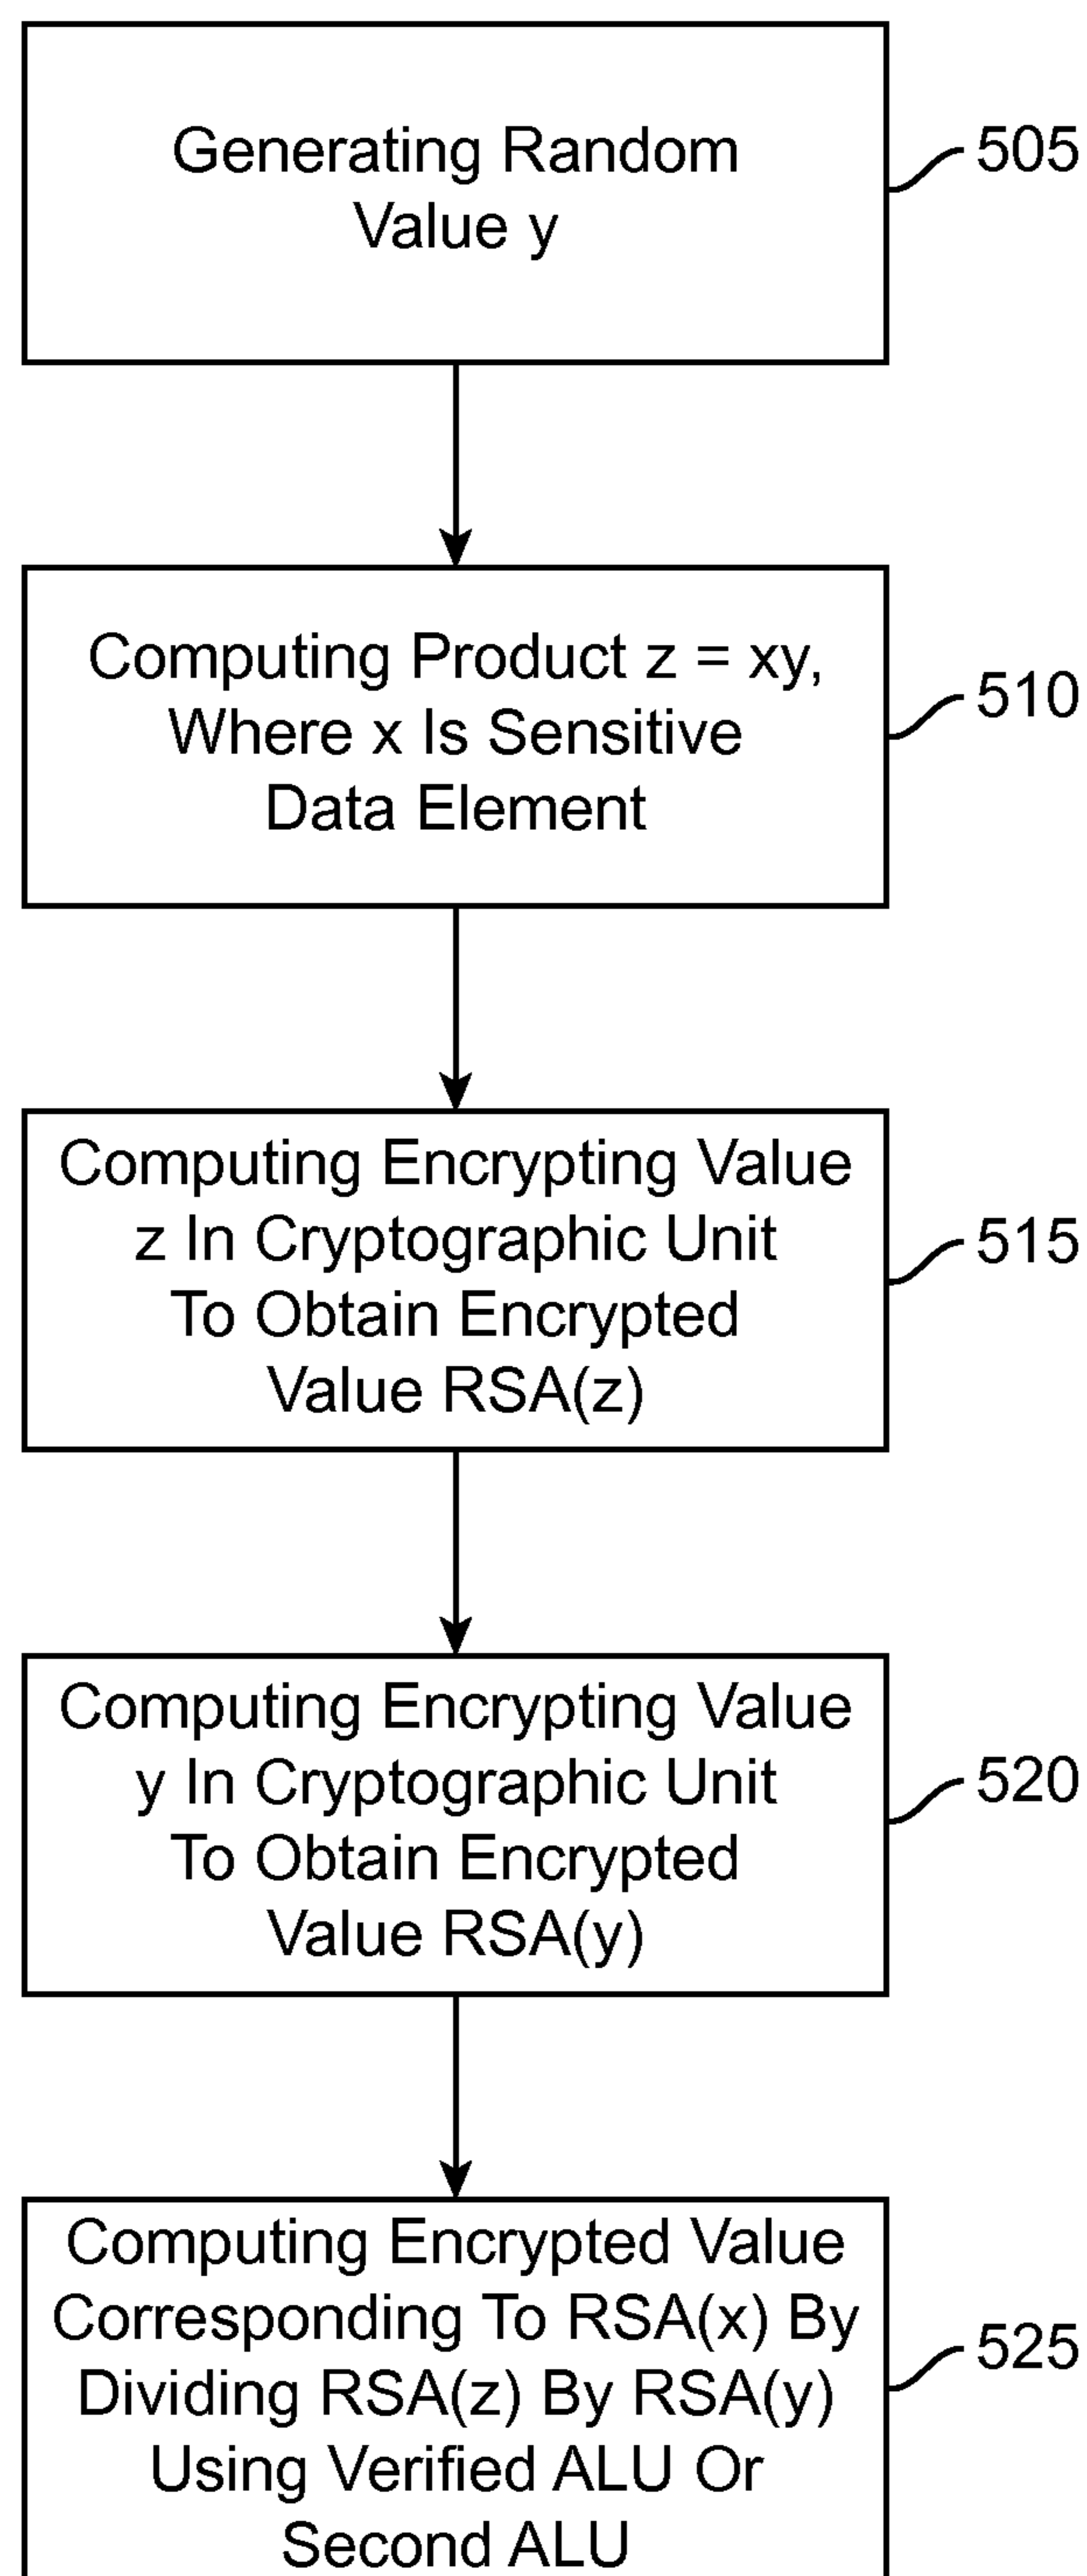 Generating Random
Value y
505
Computing Product z = xy,
Where x Is Sensitive
Data Element
510
Computing Encrypting Value
z In Cryptographic Unit
To Obtain Encrypted
Value RSA(z)
515
Computing Encrypting Value
y In Cryptographic Unit
To Obtain Encrypted
Value RSA(y)
520
Computing Encrypted Value
Corresponding To RSA(x) By
Dividing RSA(z) By RSA(y)
Using Verified ALU Or
Second ALU
525